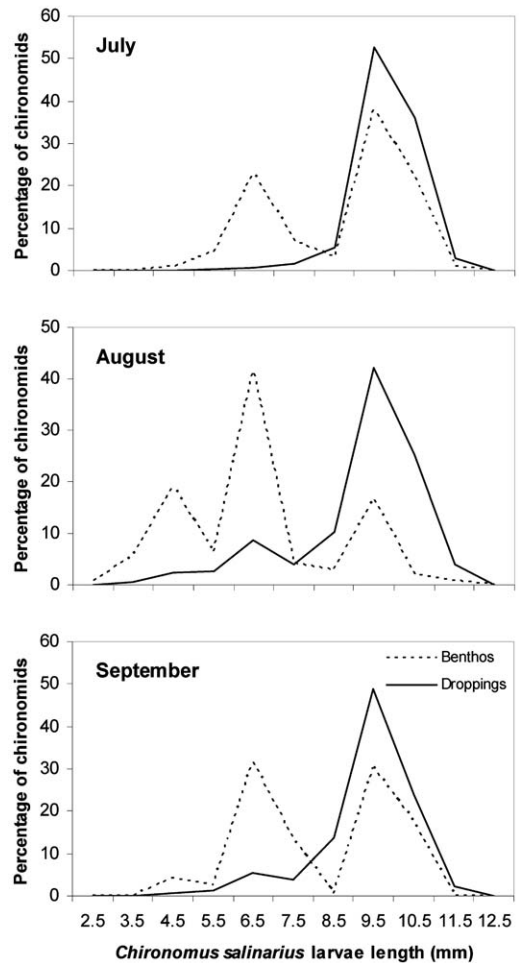 July
Percentage of chironomids
60
50
40
30
20
10
0
August
Percentage of chironomids
50
40
30
20
10
0
September
Benthos
Droppings
Percentage of chironomids
60
50
40
30
20
10
0
2.5 3.5 4.5 5.5 6.5 7.5 8.5 9.5 10.5 11.5 12.5
Chironomus salinarius larvae length (mm)